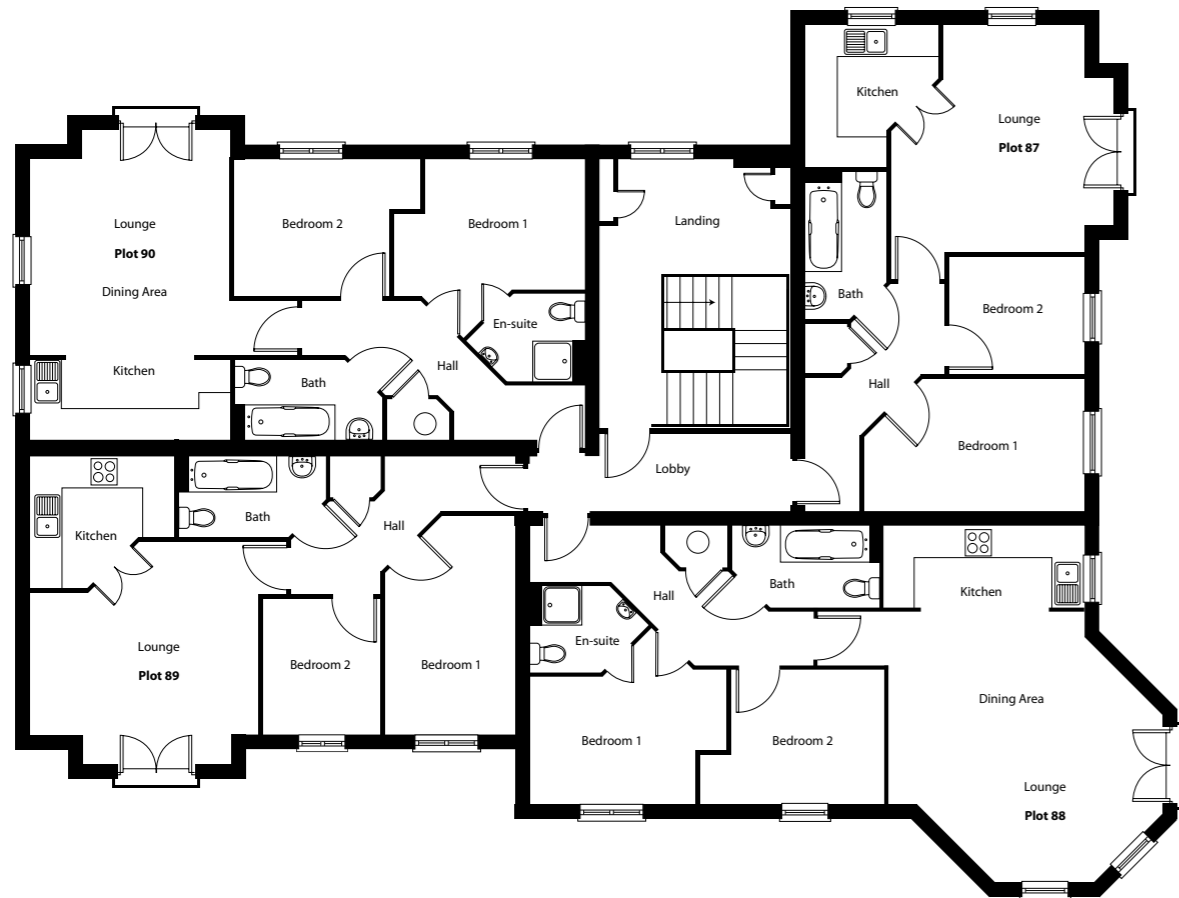 Kitchen
Lounge
Plot 87
Bath
Bedroom 2
Hall
Bedroom 1
Landing
Lobby
Lounge
Plot 90
Dining Area
Kitchen
Bedroom 2
Bedroom 1
En-suite
Hall
Bath
Kitchen
Bath
Hall
Lounge
Plot 89
Bedroom 2
Bedroom 1
Hall
Bath
Kitchen
En-suite
Bedroom 1
Bedroom 2
Dining Area
Lounge
Plot 88